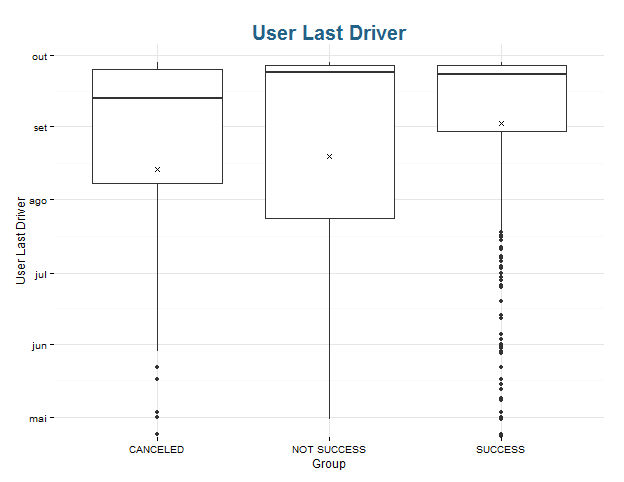 User Last Driver
User Last Driver
out
set
ago
jul
jun
mai
CANCELED
NOT SUCCESS
SUCCESS
Group